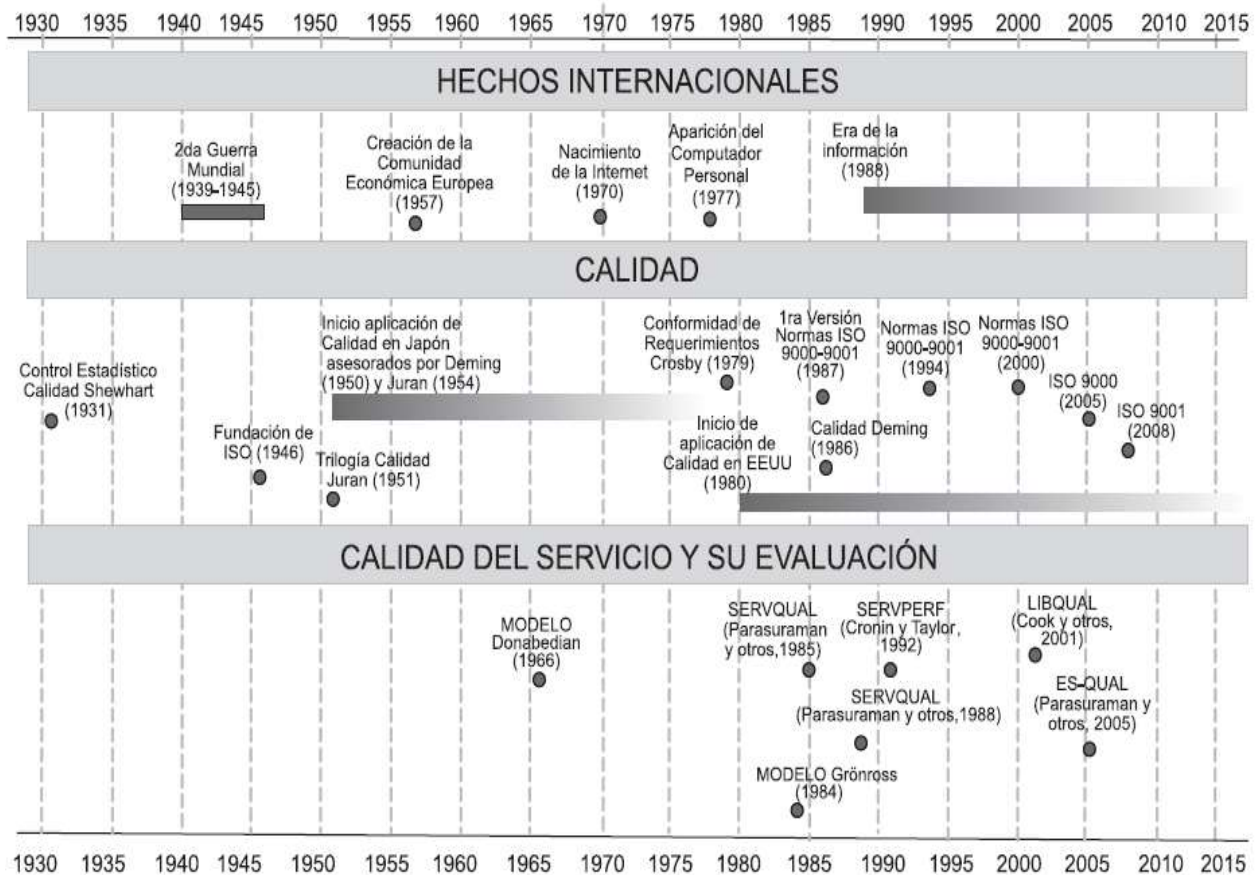 1930 1935 1940 1945 1950 1955 1960 1965 1970 1975 1980 1985 1990 1995 2000 2005 2010 2015
HECHOS INTERNACIONALES
2da Guerra
Mundial
(1939-1945)
Creación de la
Comunidad
Económica Europea
(1957)
Nacimiento
de la Internet
(1970)
Aparición del
Computador
Personal
(1977)
Era de la
información
(1988)
CALIDAD
Control Estadístico
Calidad Shewhart
(1931)
Fundación de
ISO (1946)
Inicio aplicación de
Calidad en Japón
asesorados por Deming
(1950) y Juran (1954)
Trilogía Calidad
Juran (1951)
Conformidad de
Requerimientos
Crosby (1979)
Inicio de
aplicación de
Calidad en EEUU
(1980)
1ra Versión
Normas ISO
9000-9001
(1987)
Calidad Deming
(1986)
Normas ISO
9000-9001
(1994)
Normas ISO
9000-9001
(2000)
ISO 9000
(2005)
ISO 9001
(2008)
CALIDAD DEL SERVICIO Y SU EVALUACIÓN
MODELO
Donabedian
(1966)
SERVQUAL
(Parasuraman
y otros,1985)
SERVPERF
(Cronin y Taylor,
1992)
SERVQUAL
(Parasuraman y otros,1988)
MODELO Grönross
(1984)
LIBQUAL
(Cook y otros,
2001)
ES-QUAL
(Parasuraman y
otros, 2005)
1930 1935 1940 1945 1950 1955 1960 1965 1970 1975 1980 1985 1990 1995 2000 2005 2010 2015